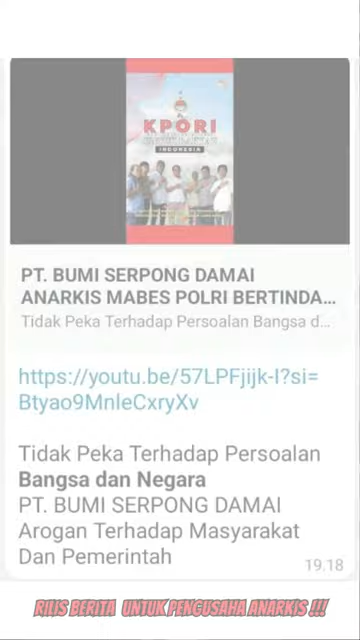 KPORI
INDONESIA
PT. BUMI SERPONG DAMAI
ANARKIS MABES POLRI BERTINDA...
Tidak Peka Terhadap Persoalan Bangsa d...
https://youtu.be/57LPFjijk-I?si=
Btyao9MnleCxryXv
Tidak Peka Terhadap Persoalan
Bangsa dan Negara
PT. BUMI SERPONG DAMAI
Arogan Terhadap Masyarakat
Dan Pemerintah
19.18
RILIS BERITA UNTUK PENGUSAHA ANARKIS !!!